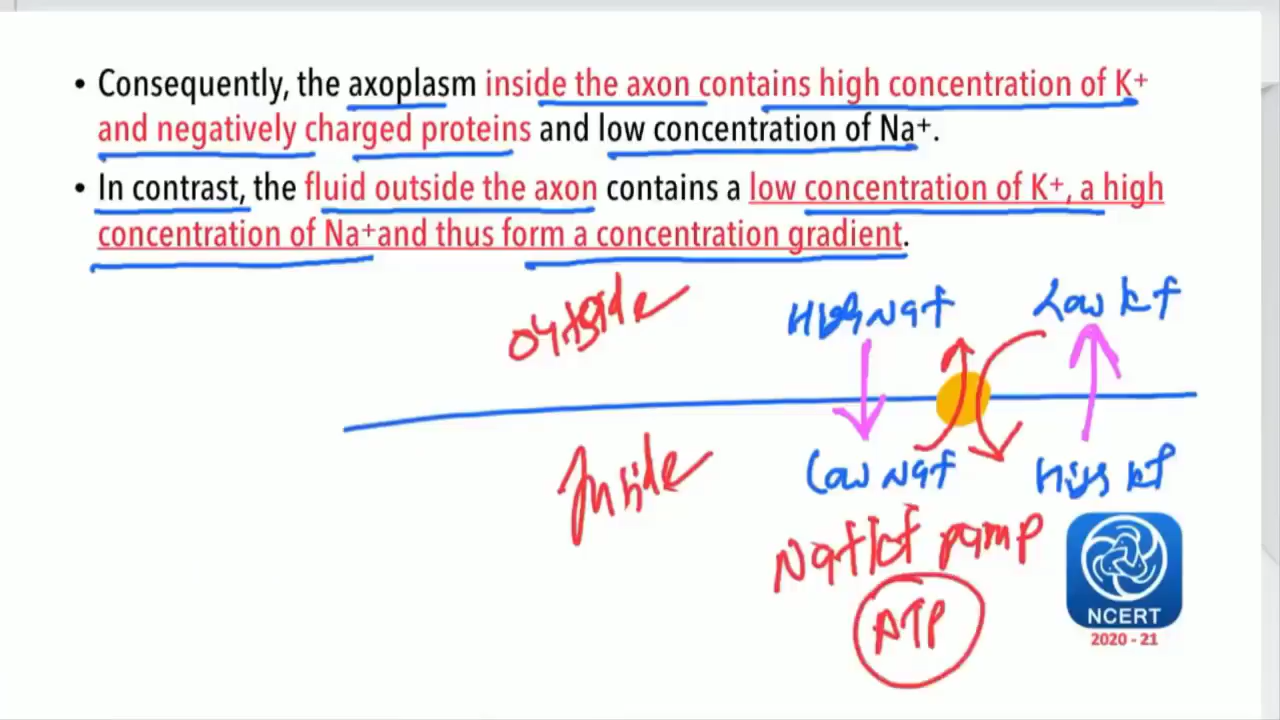 • Consequently, the axoplasm inside the axon contains high concentration of K+
and negatively charged proteins and low concentration of Na+.
• In contrast, the fluid outside the axon contains a low concentration of K+, a high
concentration of Na+and thus form a concentration gradient.
Outside
High Na+
Low K+
Inside
Low Na+
High K+
Na+/K+ pump
ATP
NCERT
2020 - 21